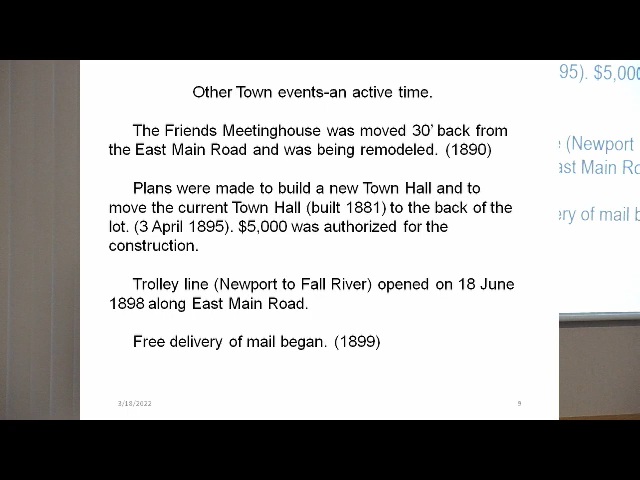 Other Town events-an active time.
The Friends Meetinghouse was moved 30' back from
the East Main Road and was being remodeled. (1890)
Plans were made to build a new Town Hall and to
move the current Town Hall (built 1881) to the back of the
lot. (3 April 1895). $5,000 was authorized for the
construction.
Trolley line (Newport to Fall River) opened on 18 June
1898 along East Main Road.
Free delivery of mail began. (1899)
3/18/2022
9
95). $5,000
(Newport
ast Main Ro
ery of mail b